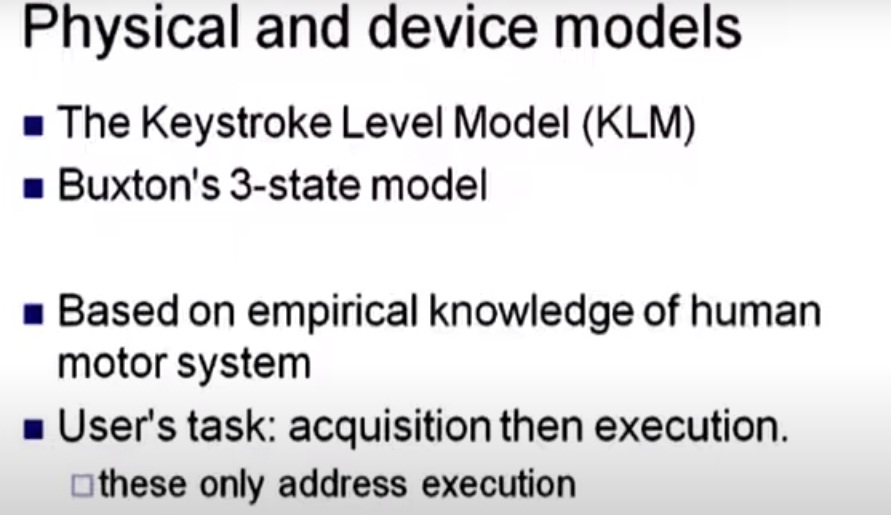 Physical and device models
The Keystroke Level Model (KLM)
Buxton's 3-state model
Based on empirical knowledge of human
motor system
User's task: acquisition then execution.
these only address execution